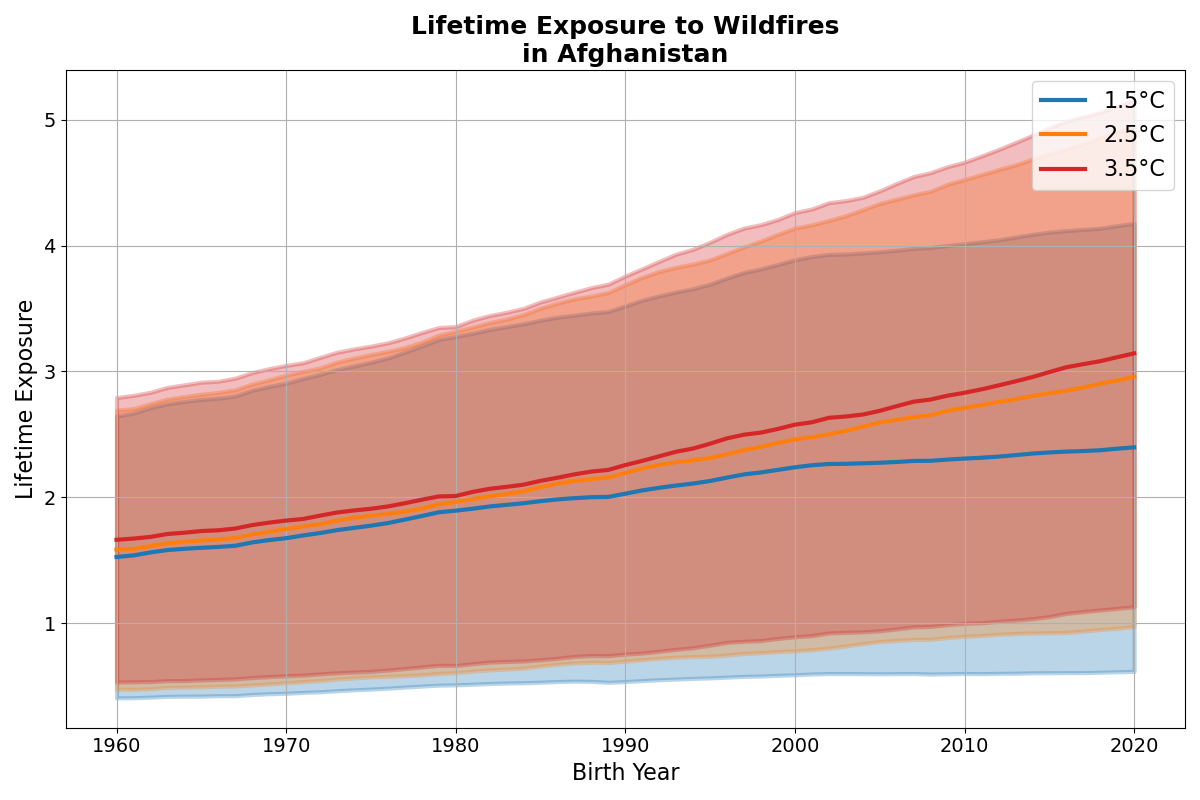 Lifetime Exposure to Wildfires
in Afghanistan
1.5°C
2.5°C
3.5°C
Lifetime Exposure
5
4
3
2
1
1960 1970 1980 1990 2000 2010 2020
Birth Year